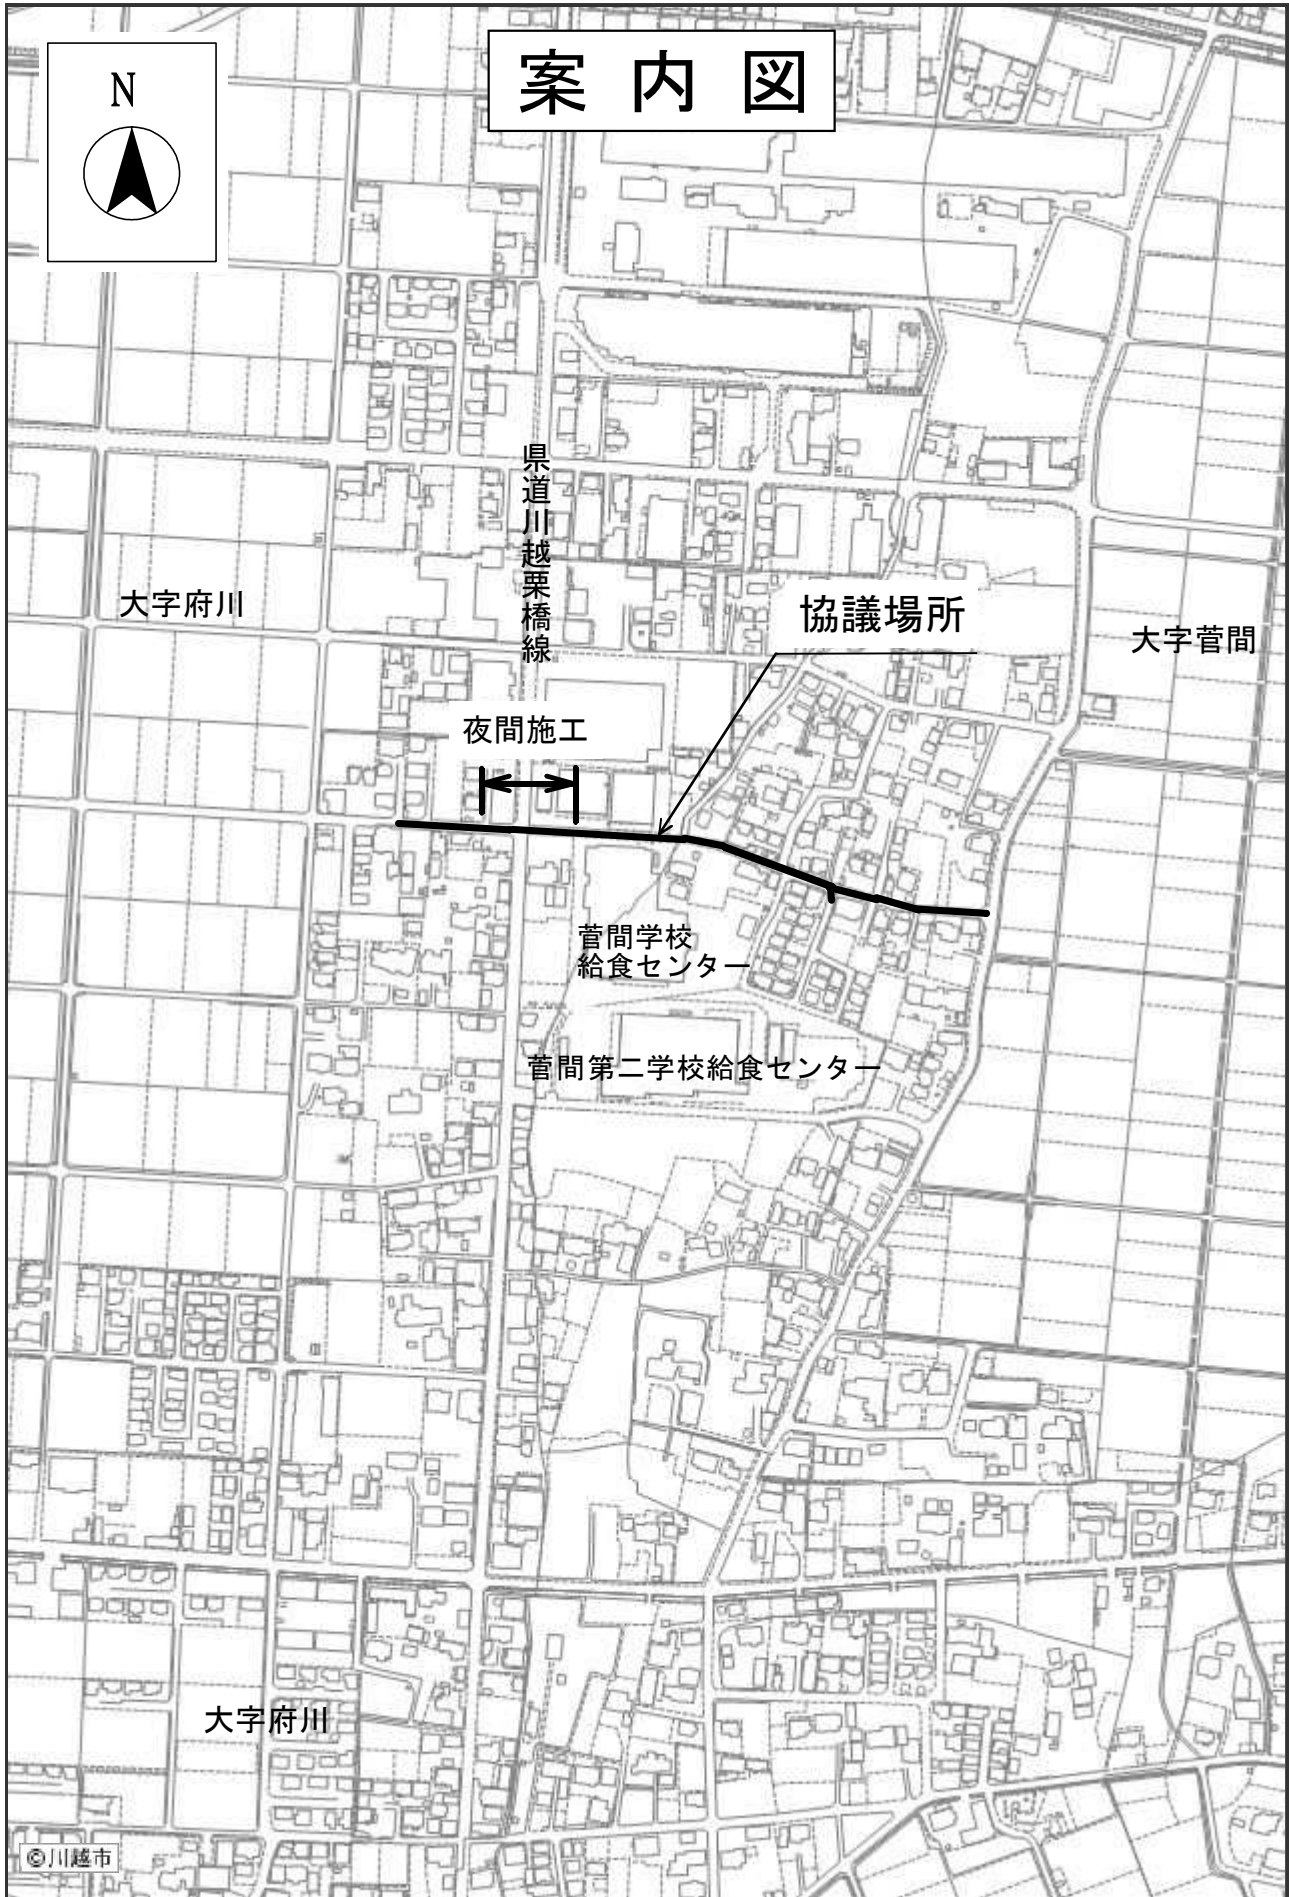 案内図
N
県道川越栗橋線
大字府川
協議場所
大字菅間
夜間施工
菅間学校
給食センター
菅間第二学校給食センター
大字府川
©川越市